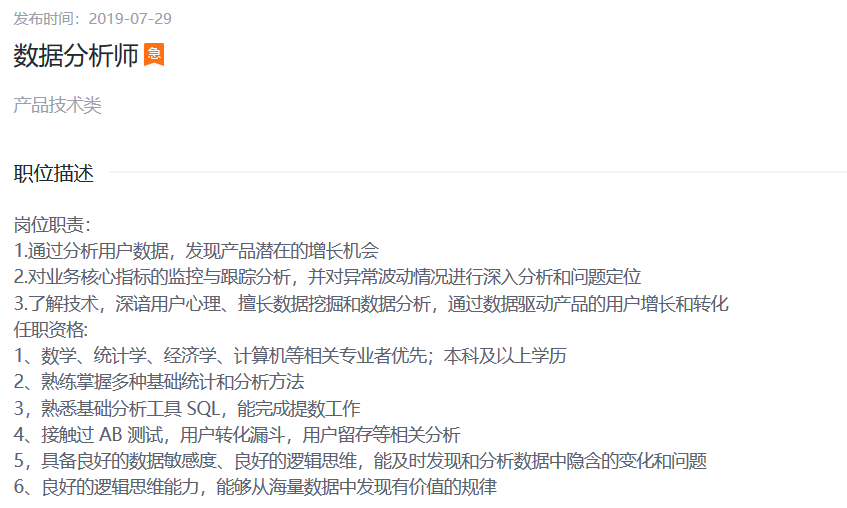 发布时间：2019-07-29
数据分析师 急
产品技术类
职位描述
岗位职责：
1.通过分析用户数据，发现产品潜在的增长机会
2.对业务核心指标的监控与跟踪分析，并对异常波动情况进行深入分析和问题定位
3.了解技术，深谙用户心理、擅长数据挖掘和数据分析，通过数据驱动产品的用户增长和转化
任职资格:
1、数学、统计学、经济学、计算机等相关专业者优先；本科及以上学历
2、熟练掌握多种基础统计和分析方法
3，熟悉基础分析工具 SQL，能完成提数工作
4、接触过 AB 测试，用户转化漏斗，用户留存等相关分析
5，具备良好的数据敏感度、良好的逻辑思维，能及时发现和分析数据中隐含的变化和问题
6、良好的逻辑思维能力，能够从海量数据中发现有价值的规律